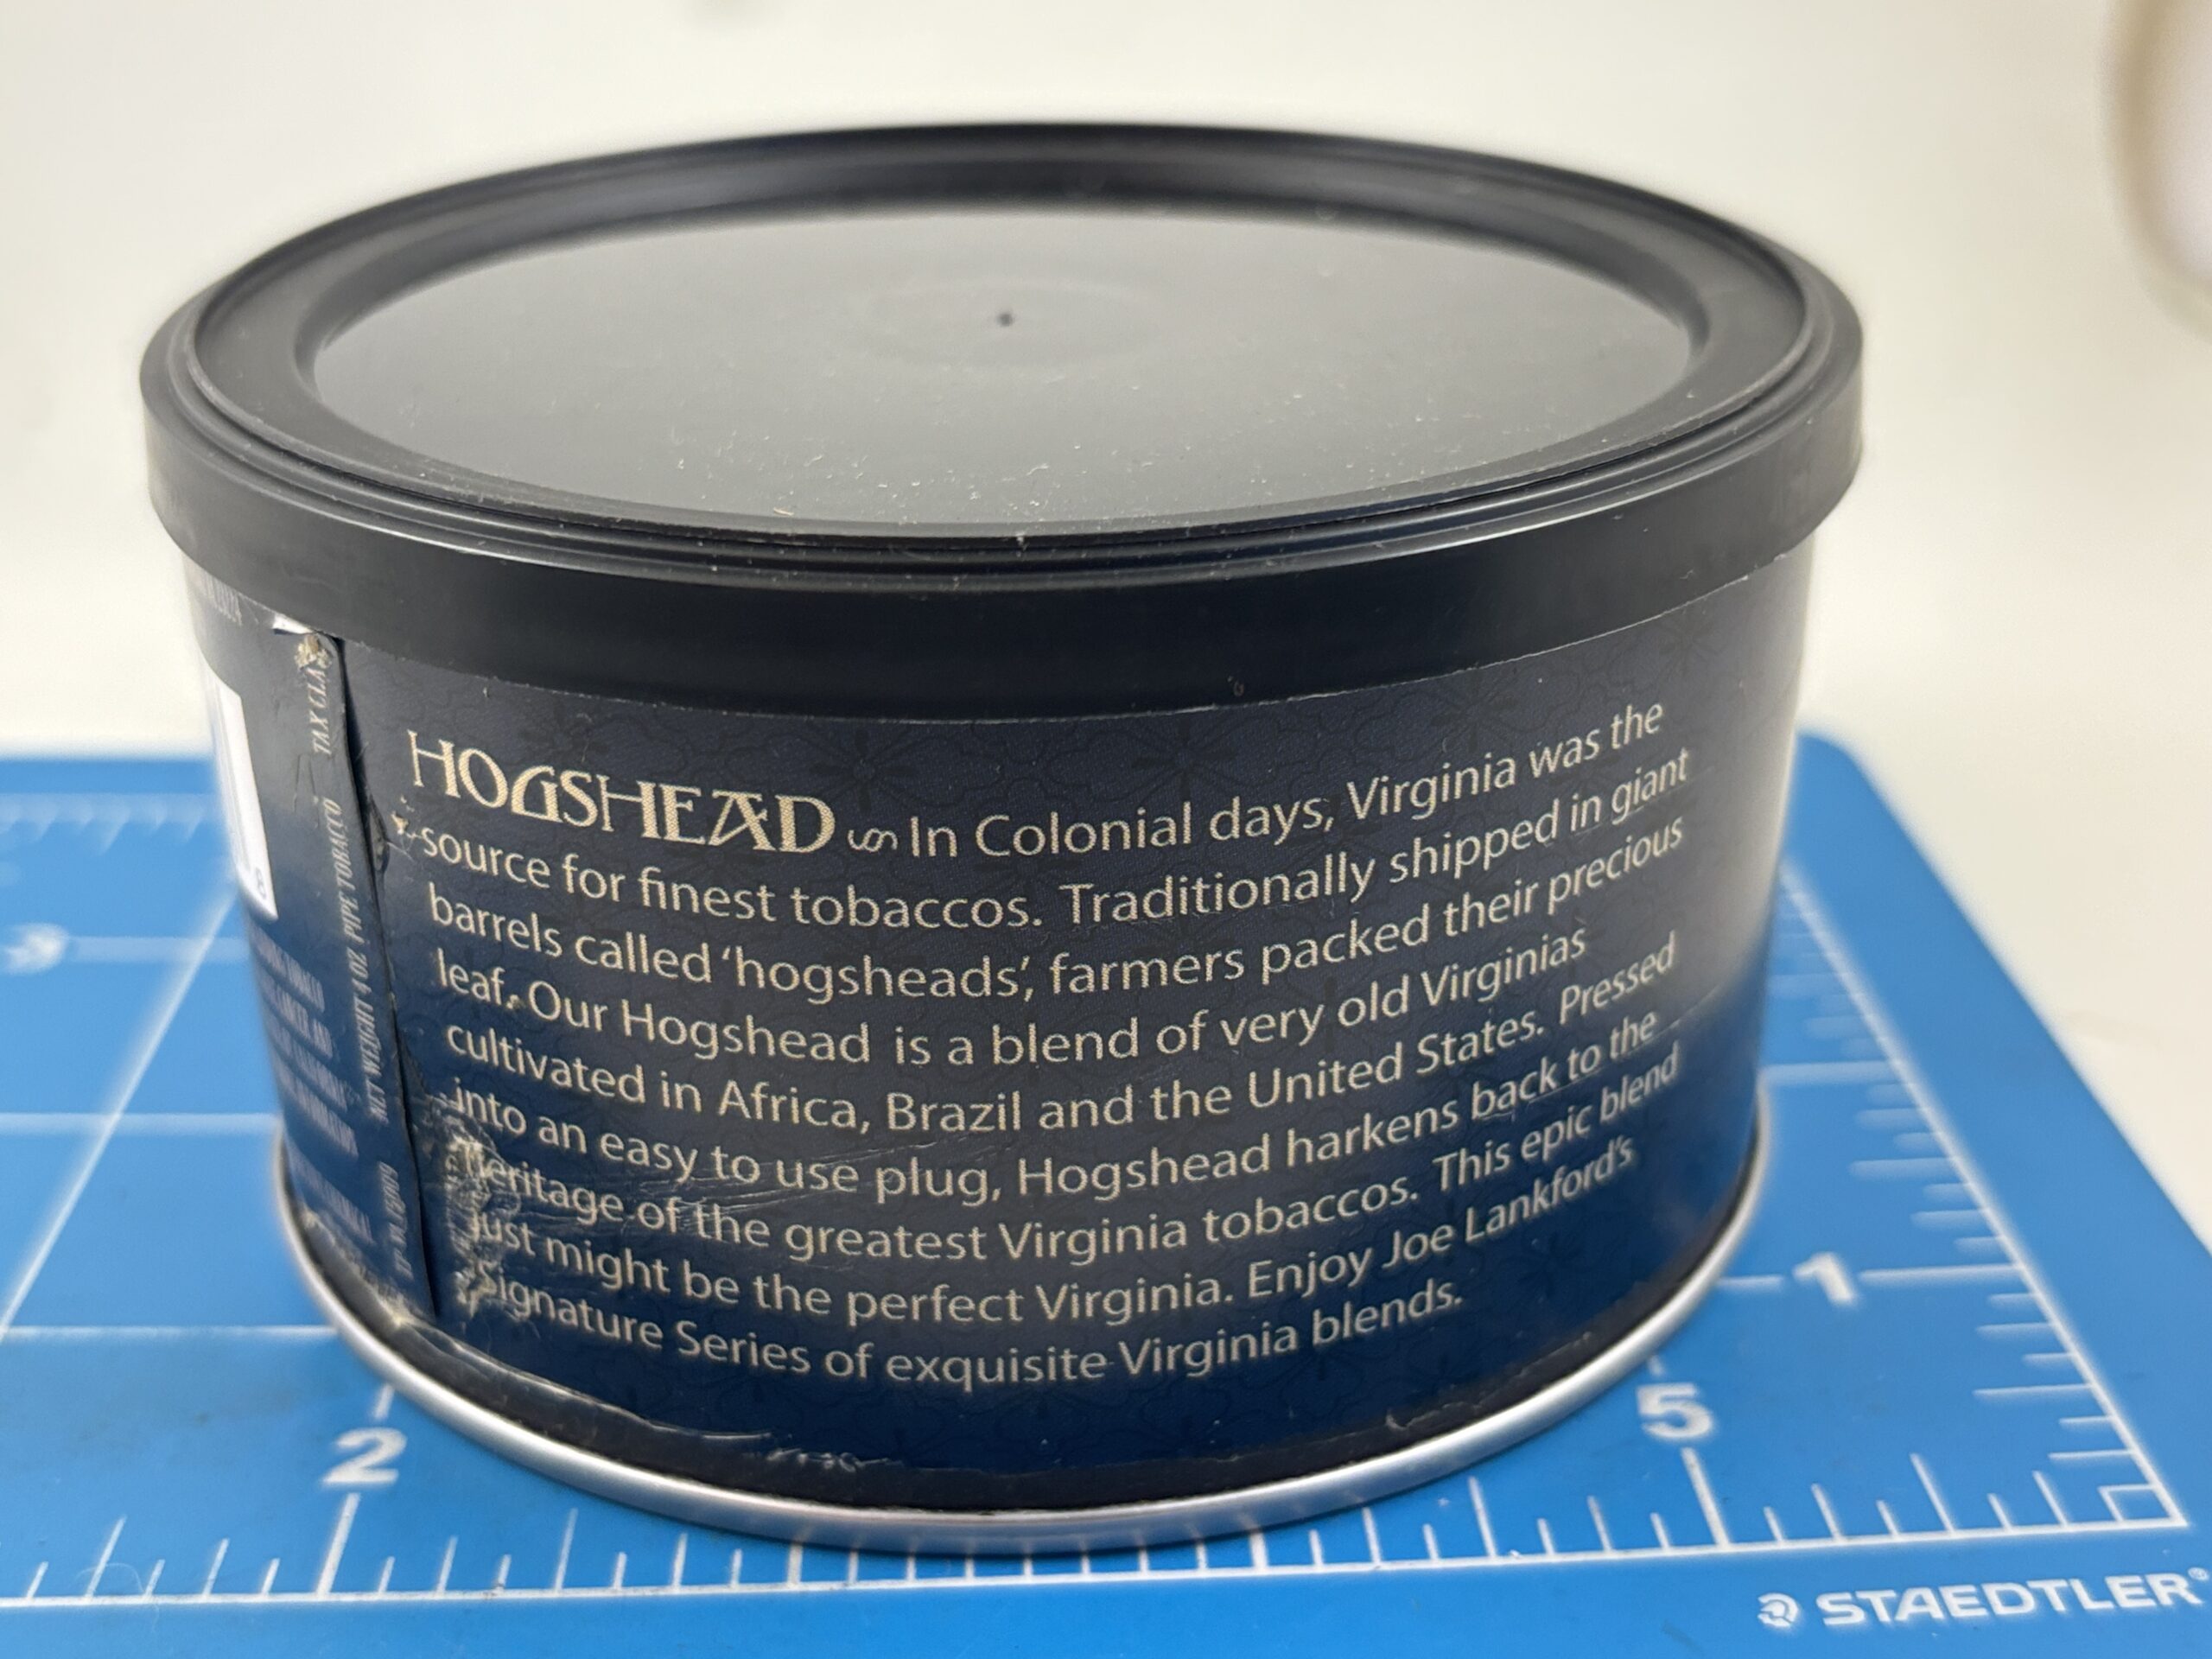 HOGSHEAD In Colonial days, Virginia was the
source for finest tobaccos. Traditionally shipped in giant
barrels called 'hogsheads', farmers packed their precious
leaf. Our Hogshead is a blend of very old Virginias
cultivated in Africa, Brazil and the United States. Pressed
into an easy to use plug, Hogshead harkens back to the
heritage of the greatest Virginia tobaccos. This epic blend
just might be the perfect Virginia. Enjoy Joe Lankford's
Signature Series of exquisite Virginia blends.
NET WEIGHT 4 OZ PIPE TOBACCO TAX
8
2
5
1
3
STAEDTLER®